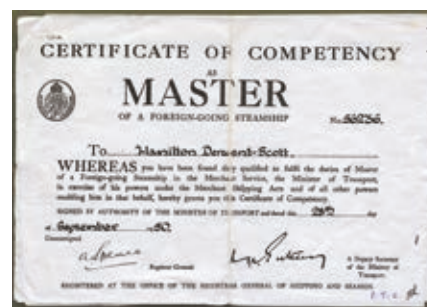 CERTIFICATE OF COMPETENCY
AS
MASTER
OF A FOREIGN-GOING STEAMSHIP
To Hamilton Derwent-Scott.
WHEREAS you have been found duly qualified to fulfil the duties of Master
of a Foreign-going Steamship in the Merchant Service, the Minister of Transport,
in exercise of his powers under the Merchant Shipping Acts and of all other powers
enabling him in that behalf, hereby grants you this Certificate of Competency.
SIGNED BY AUTHORITY OF THE MINISTER OF TRANSPORT and dated this 25th day
of September 1950.
Countersigned
Registrar General.
A Deputy Secretary
of the Ministry of
Transport.
REGISTERED AT THE OFFICE OF THE REGISTRAR GENERAL OF SHIPPING AND SEAMEN.